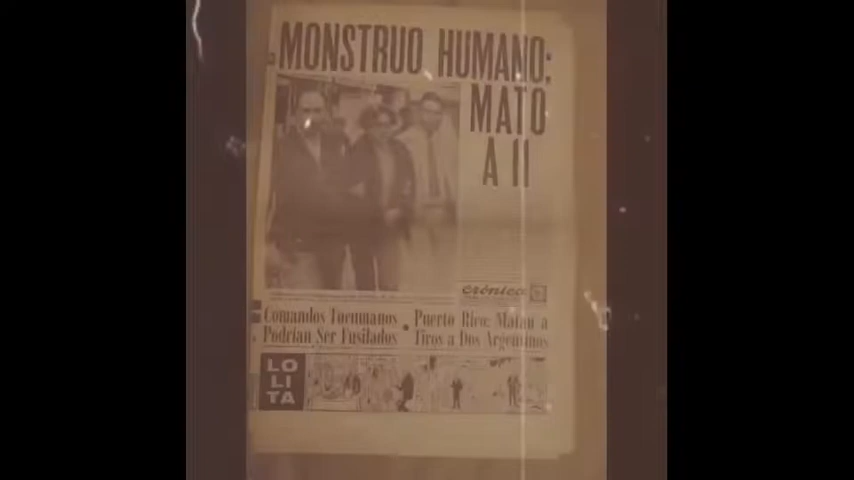 MONSTRUO HUMANO:
MATO
A 11
crónica
Comandos Tucumanos
Podrían Ser Fusilados
Puerto Rico: Matan a
Tiros a Dos Argentinos
LO
LI
TA